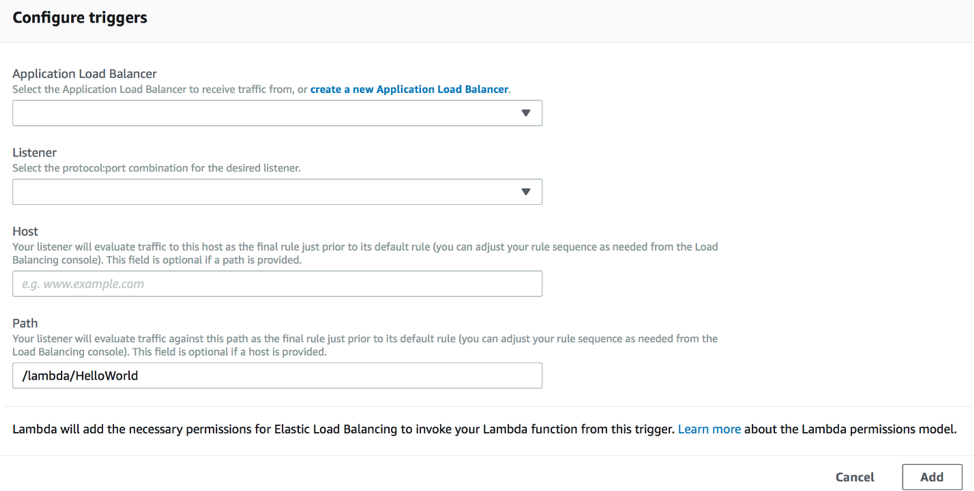 Configure triggers
Application Load Balancer
Select the Application Load Balancer to receive traffic from, or create a new Application Load Balancer.
Listener
Select the protocol:port combination for the desired listener.
Host
Your listener will evaluate traffic to this host as the final rule just prior to its default rule (you can adjust your rule sequence as needed from the Load
Balancing console). This field is optional if a path is provided.
e.g. www.example.com
Path
Your listener will evaluate traffic against this path as the final rule just prior to its default rule (you can adjust your rule sequence as needed from the
Load Balancing console). This field is optional if a host is provided.
/lambda/HelloWorld
Lambda will add the necessary permissions for Elastic Load Balancing to invoke your Lambda function from this trigger. Learn more about the Lambda permissions model.
Cancel Add